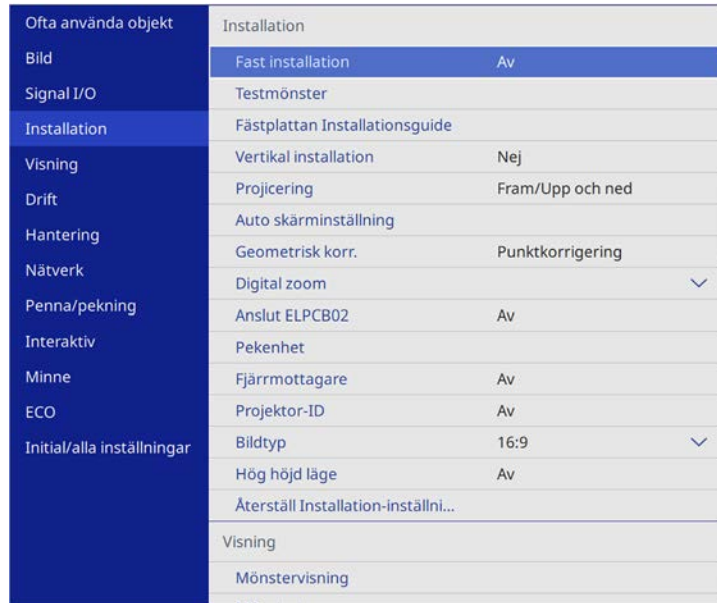 Ofta använda objekt
Bild
Signal I/O
Installation
Visning
Drift
Hantering
Nätverk
Penna/pekning
Interaktiv
Minne
ECO
Initial/alla inställningar
Installation
Fast installation Av
Testmönster
Fästplattan Installationsguide
Vertikal installation Nej
Projicering Fram/Upp och ned
Auto skärminställning
Geometrisk korr. Punktkorrigering
Digital zoom
Anslut ELPCB02 Av
Pekenhet
Fjärrmottagare Av
Projektor-ID Av
Bildtyp 16:9
Hög höjd läge Av
Återställ Installation-inställni...
Visning
Mönstervisning